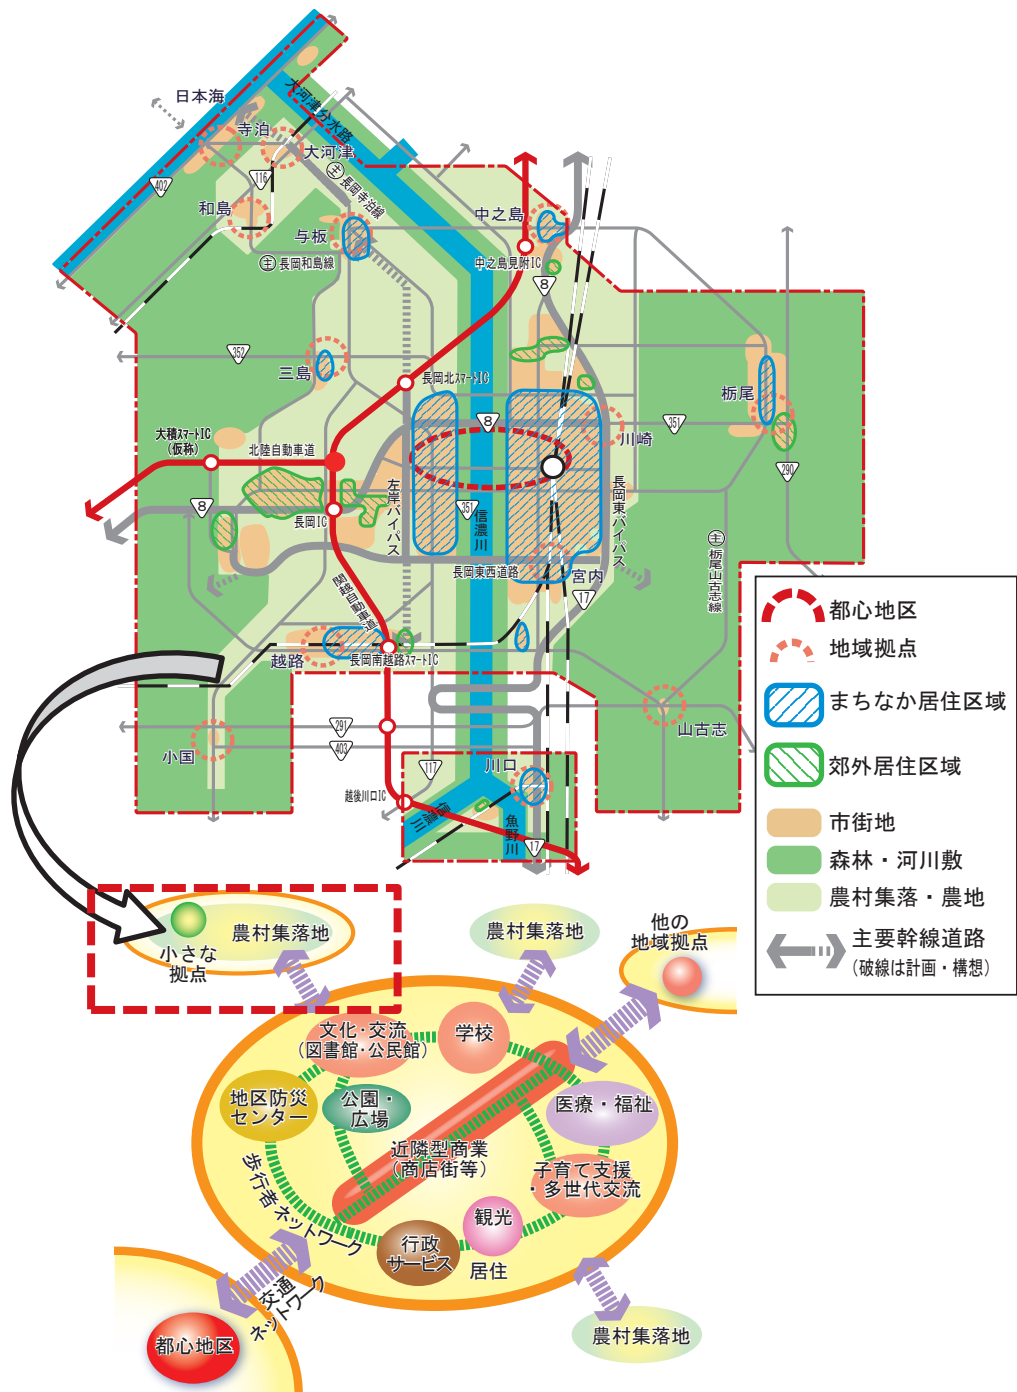 日本海
大河津分水路
寺泊
大河津
402
116
主 長岡寺泊線
和島
中之島
与板
主 長岡和島線
中之島見附IC
8
352
三島
長岡北スマートIC
栃尾
大積スマートIC
(仮称)
北陸自動車道
8
川崎
351
290
8
長岡IC
左岸バイパス
351
信濃川
長岡東バイパス
主 栃尾山古志線
長岡東西道路
宮内
17
関越自動車道
越路
長岡南越路スマートIC
小国
291
403
117
川口
山古志
越後川口IC
信濃川
魚野川
17
都心地区
地域拠点
まちなか居住区域
郊外居住区域
市街地
森林・河川敷
農村集落・農地
主要幹線道路
(破線は計画・構想)
小さな
拠点
農村集落地
農村集落地
他の
地域拠点
文化・交流
(図書館・公民館)
学校
地区防災
センター
公園・
広場
医療・福祉
近隣型商業
(商店街等)
子育て支援
・多世代交流
歩行者ネットワーク
観光
行政
サービス
居住
交通
ネットワーク
都心地区
農村集落地